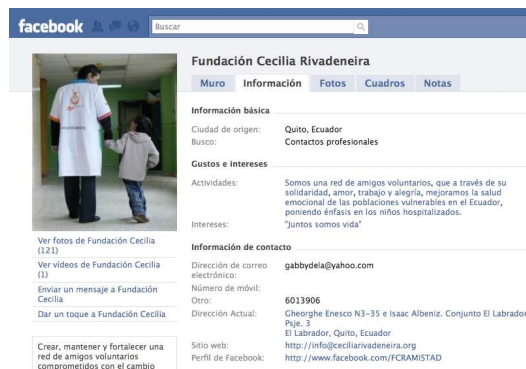 facebook
Buscar
Fundación Cecilia Rivadeneira
Muro Información Fotos Cuadros Notas
Información básica
Ciudad de origen: Quito, Ecuador
Busco: Contactos profesionales
Gustos e intereses
Actividades: Somos una red de amigos voluntarios, que a través de su
solidaridad, amor, trabajo y alegría, mejoramos la salud
emocional de las poblaciones vulnerables en el Ecuador,
poniendo énfasis en los niños hospitalizados.
Intereses: "Juntos somos vida"
Información de contacto
Dirección de correo gabbydela@yahoo.com
electrónico:
Número de móvil:
Otro: 6013906
Dirección Actual: Gheorghe Enesco N3-35 e Isaac Albeniz. Conjunto El Labrador
Psje. 3
El Labrador, Quito, Ecuador
Sitio web: http://info@ceciliarivadeneira.org
Perfil de Facebook: http://www.facebook.com/FCRAMISTAD
Ver fotos de Fundación Cecilia
(121)
Ver vídeos de Fundación Cecilia
(1)
Enviar un mensaje a Fundación
Cecilia
Dar un toque a Fundación Cecilia
Crear, mantener y fortalecer una
red de amigos voluntarios
comprometidos con el cambio